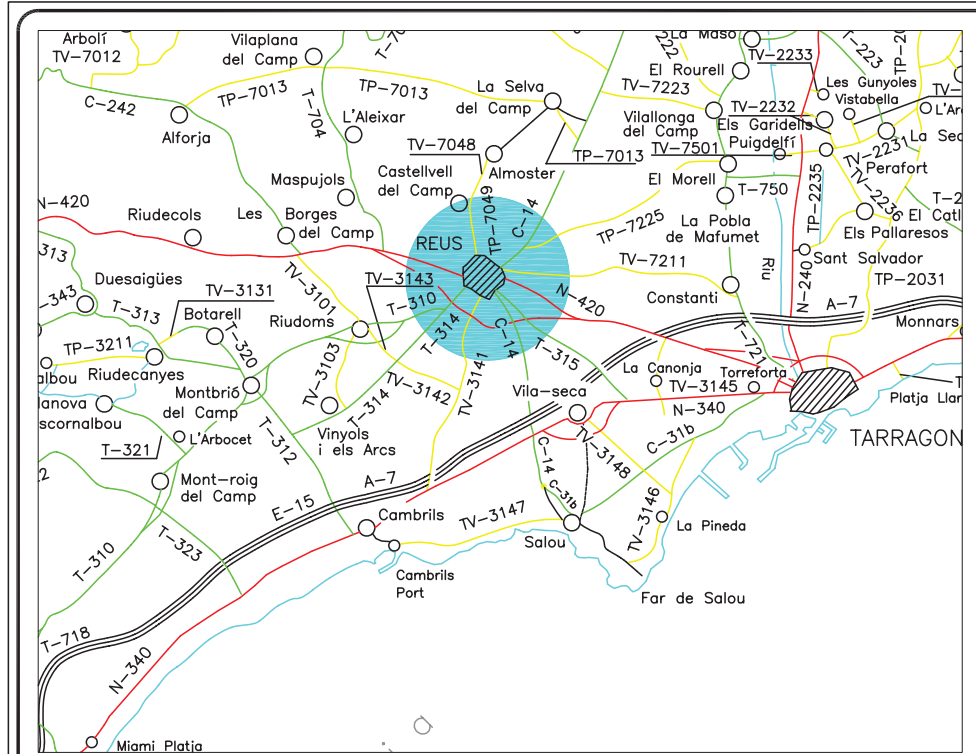 Arbolí
TV-7012
Vilaplana
del Camp
La Masó
TV-2233
T-223
El Rourell
Les Gunyoles
Vistabella
C-242
TP-7013
TP-7013
T-704
La Selva
del Camp
TV-7223
Vilallonga
del Camp
TV-2232
Els Garidells
Alforja
L'Aleixar
TV-7048
TP-7013
TV-7501
Puigdelfí
TV-2231
Perafort
Almoster
Castellvell
del Camp
Maspujols
El Morell
T-750
TP-2235
TV-2236
N-420
Riudecols
Les Borges
del Camp
REUS
TP-7049
C-14
TP-7225
La Pobla
de Mafumet
Els Pallaresos
TV-7211
Riu
Sant Salvador
TP-2031
Duesaigües
T-313
TV-3131
Botarell
TV-3101
TV-3143
T-310
N-420
Constantí
N-240
A-7
Riudoms
T-314
C-14
T-315
T-721
TP-3211
Riudecanyes
T-320
TV-3103
TV-3141
La Canonja
Torreforta
TV-3145
Montbrió
del Camp
T-314
TV-3142
Vila-seca
N-340
TARRAGON
L'Arbocet
T-321
T-312
Vinyols
i els Arcs
C-14
TV-3148
C-31b
Mont-roig
del Camp
A-7
E-15
C-31b
TV-3146
La Pineda
Cambrils
TV-3147
Salou
T-310
T-323
Cambrils
Port
Far de Salou
T-718
N-340
Miami Platja